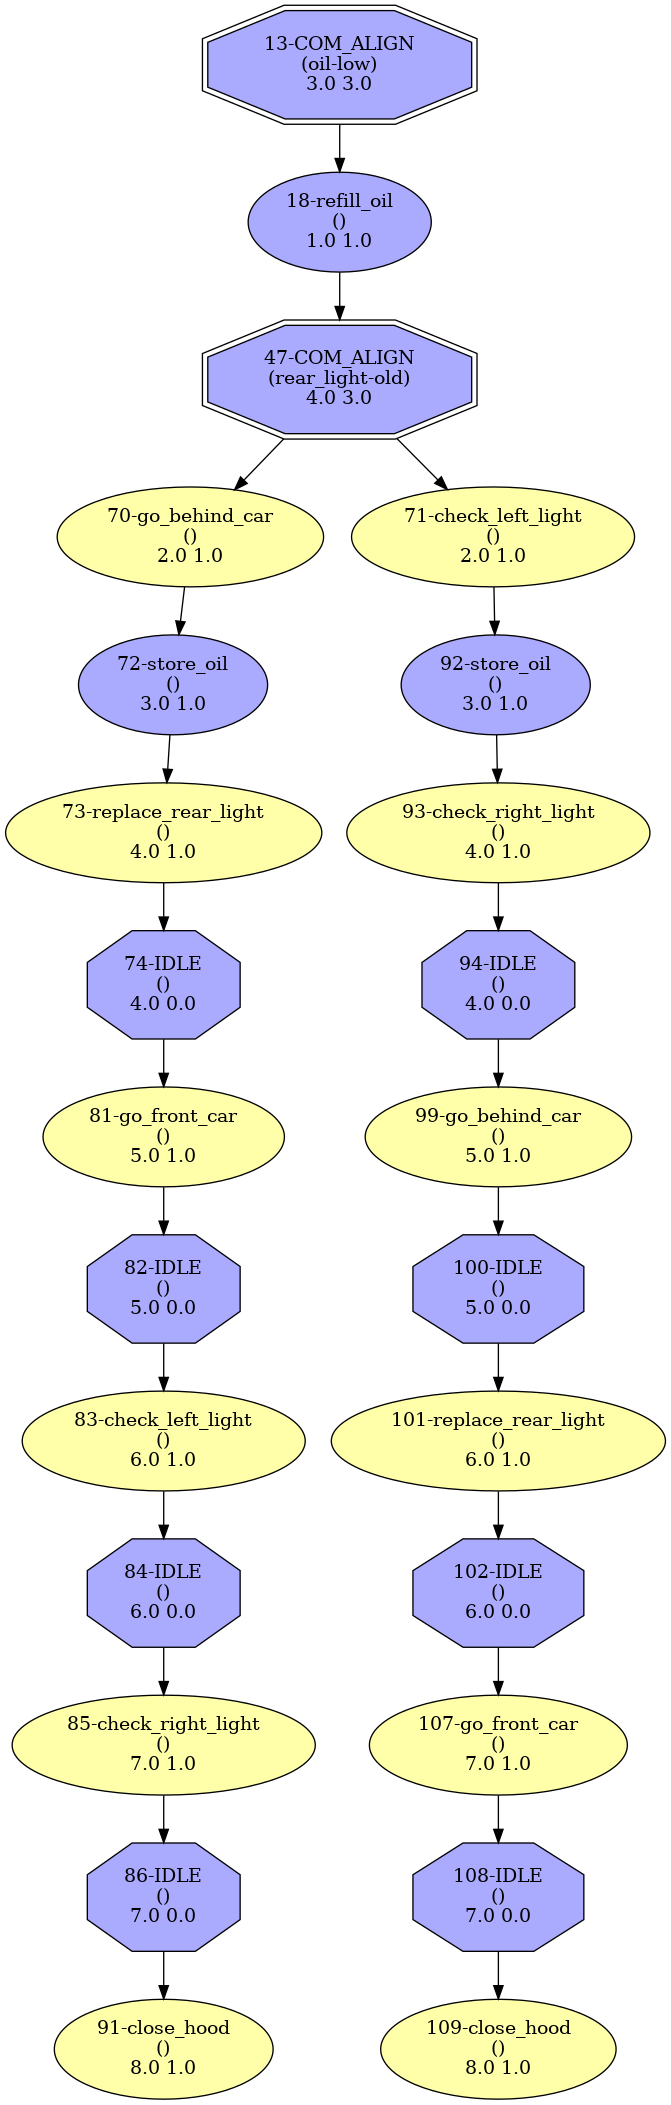 13-COM_ALIGN
(oil-low)
3.0 3.0
18-refill_oil
()
1.0 1.0
47-COM_ALIGN
(rear_light-old)
4.0 3.0
70-go_behind_car
()
2.0 1.0
71-check_left_light
()
2.0 1.0
72-store_oil
()
3.0 1.0
92-store_oil
()
3.0 1.0
73-replace_rear_light
()
4.0 1.0
93-check_right_light
()
4.0 1.0
74-IDLE
()
4.0 0.0
94-IDLE
()
4.0 0.0
81-go_front_car
()
5.0 1.0
99-go_behind_car
()
5.0 1.0
82-IDLE
()
5.0 0.0
100-IDLE
()
5.0 0.0
83-check_left_light
()
6.0 1.0
101-replace_rear_light
()
6.0 1.0
84-IDLE
()
6.0 0.0
102-IDLE
()
6.0 0.0
85-check_right_light
()
7.0 1.0
107-go_front_car
()
7.0 1.0
86-IDLE
()
7.0 0.0
108-IDLE
()
7.0 0.0
91-close_hood
()
8.0 1.0
109-close_hood
()
8.0 1.0